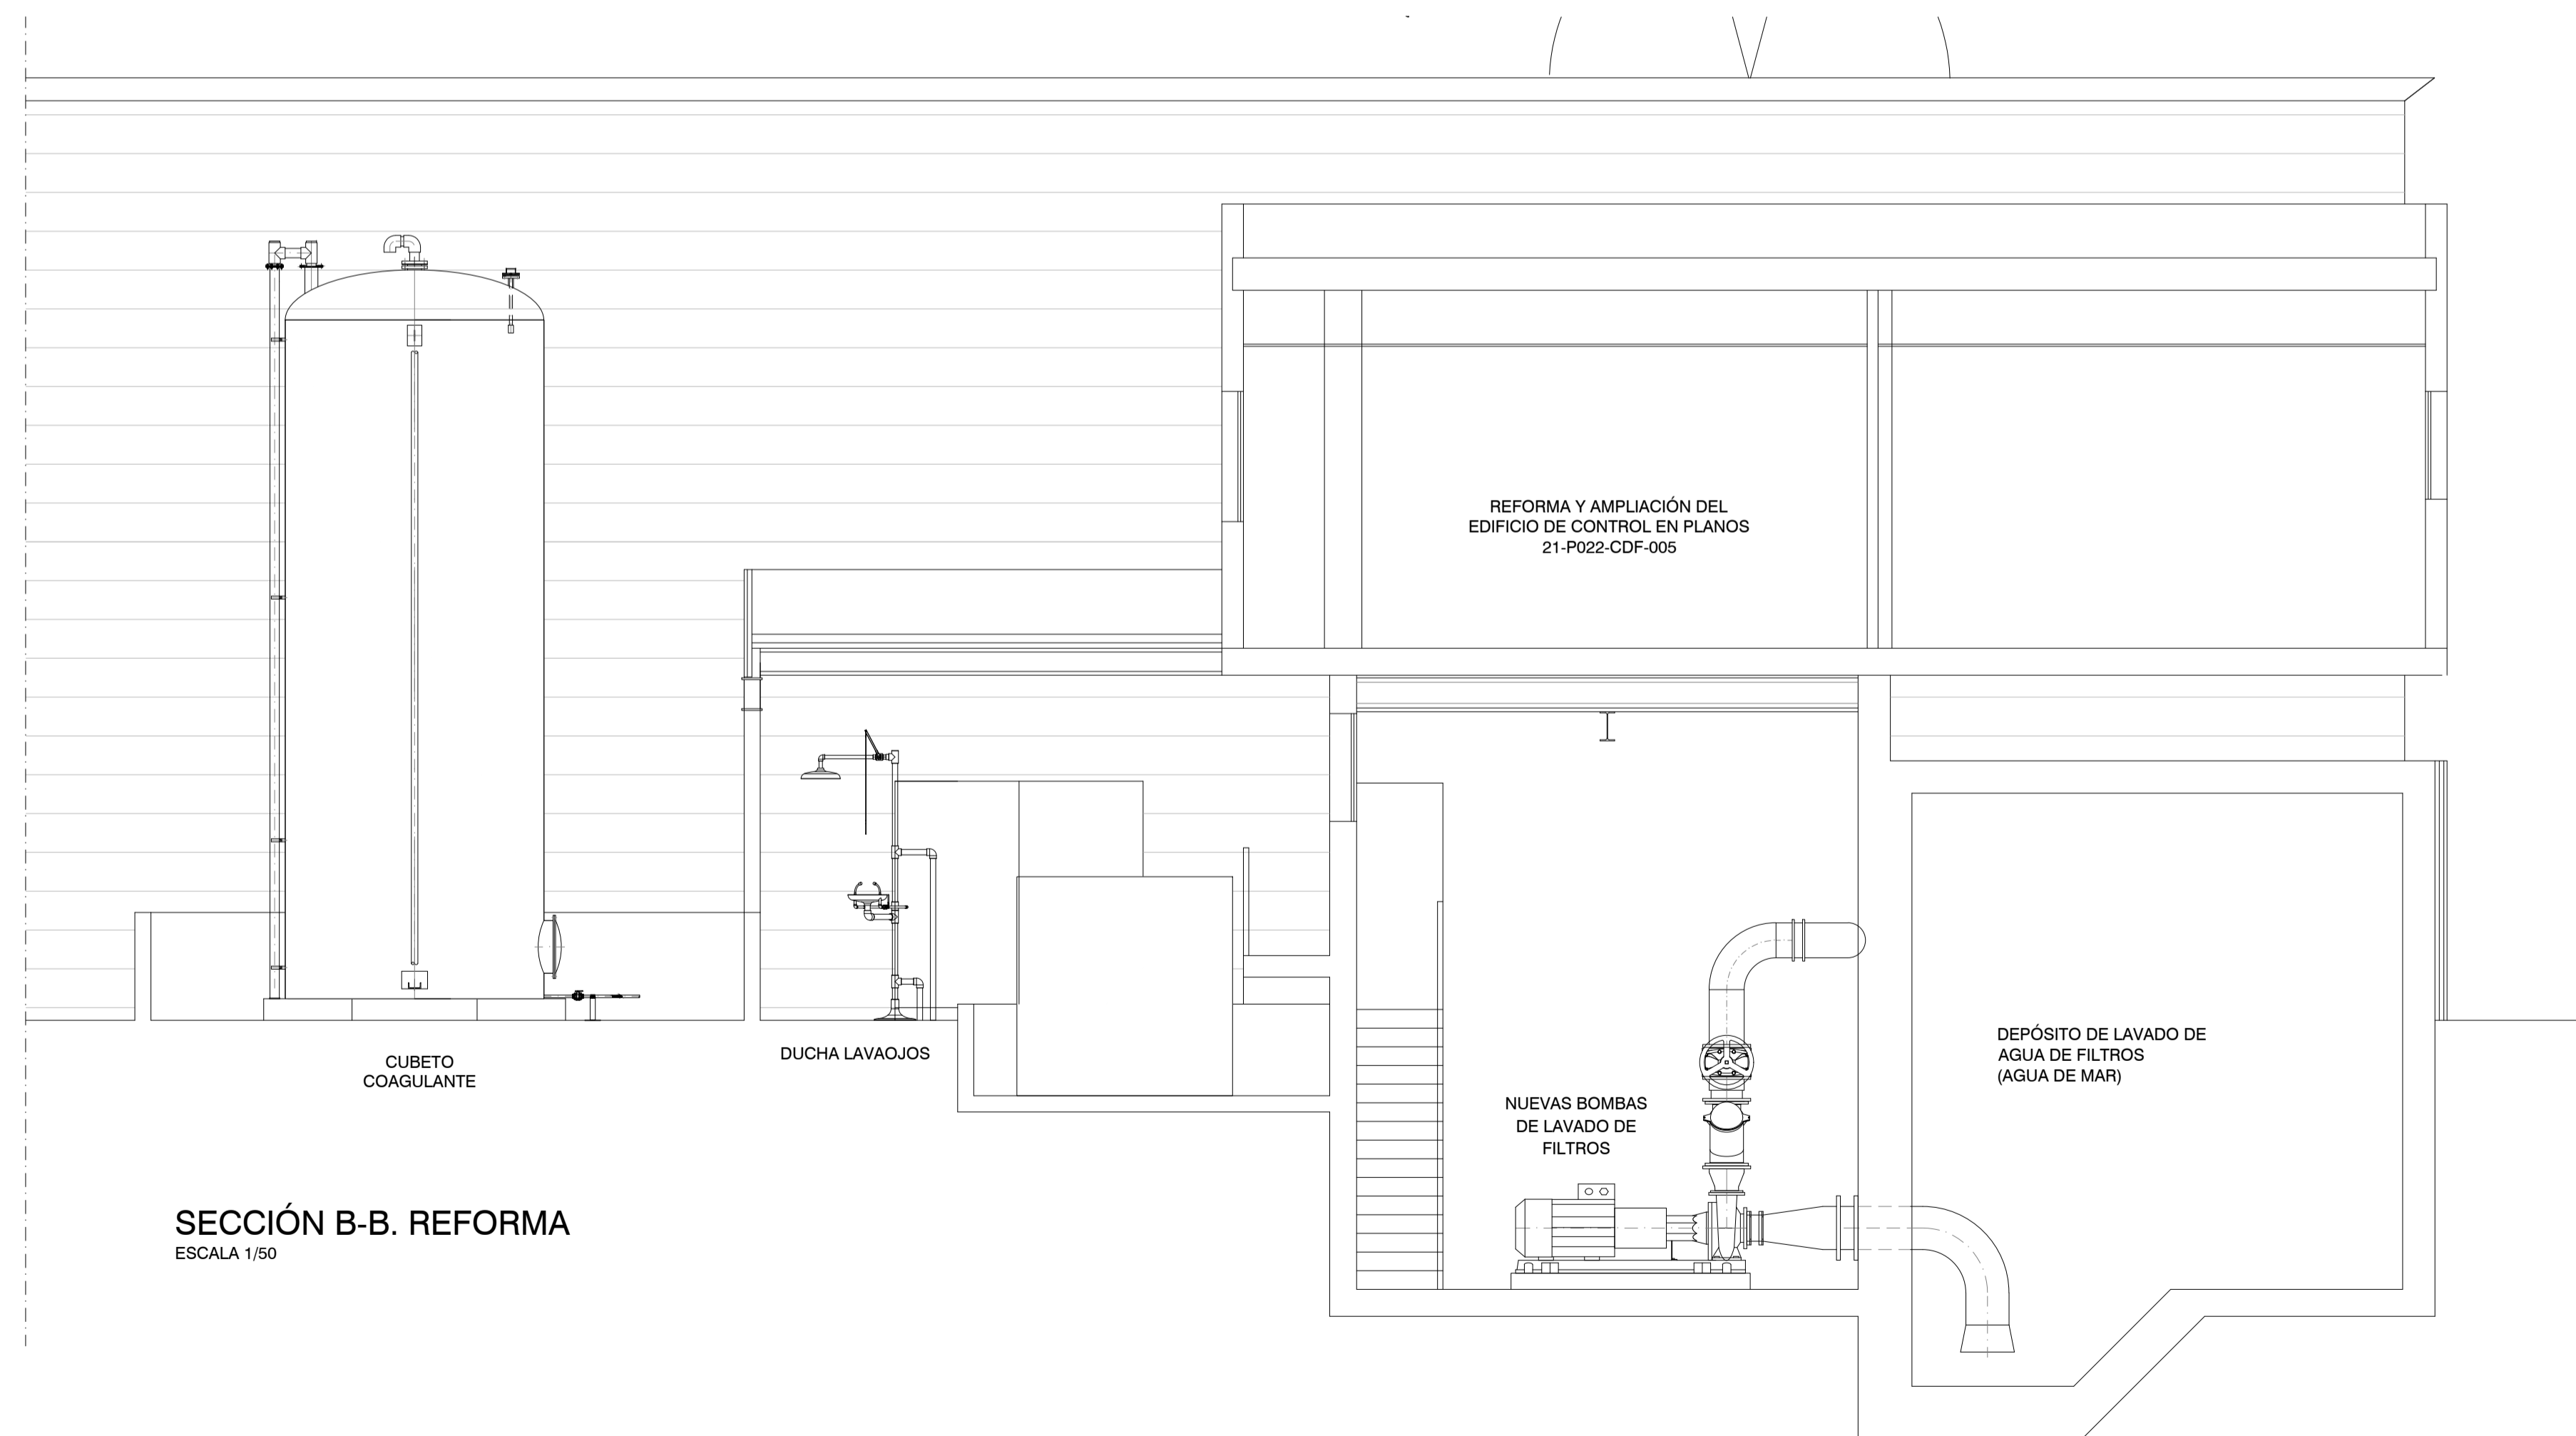 REFORMA Y AMPLIACIÓN DEL
EDIFICIO DE CONTROL EN PLANOS
21-P022-CDF-005
CUBETO
COAGULANTE
DUCHA LAVAOJOS
NUEVAS BOMBAS
DE LAVADO DE
FILTROS
DEPÓSITO DE LAVADO DE
AGUA DE FILTROS
(AGUA DE MAR)
SECCIÓN B-B. REFORMA
ESCALA 1/50